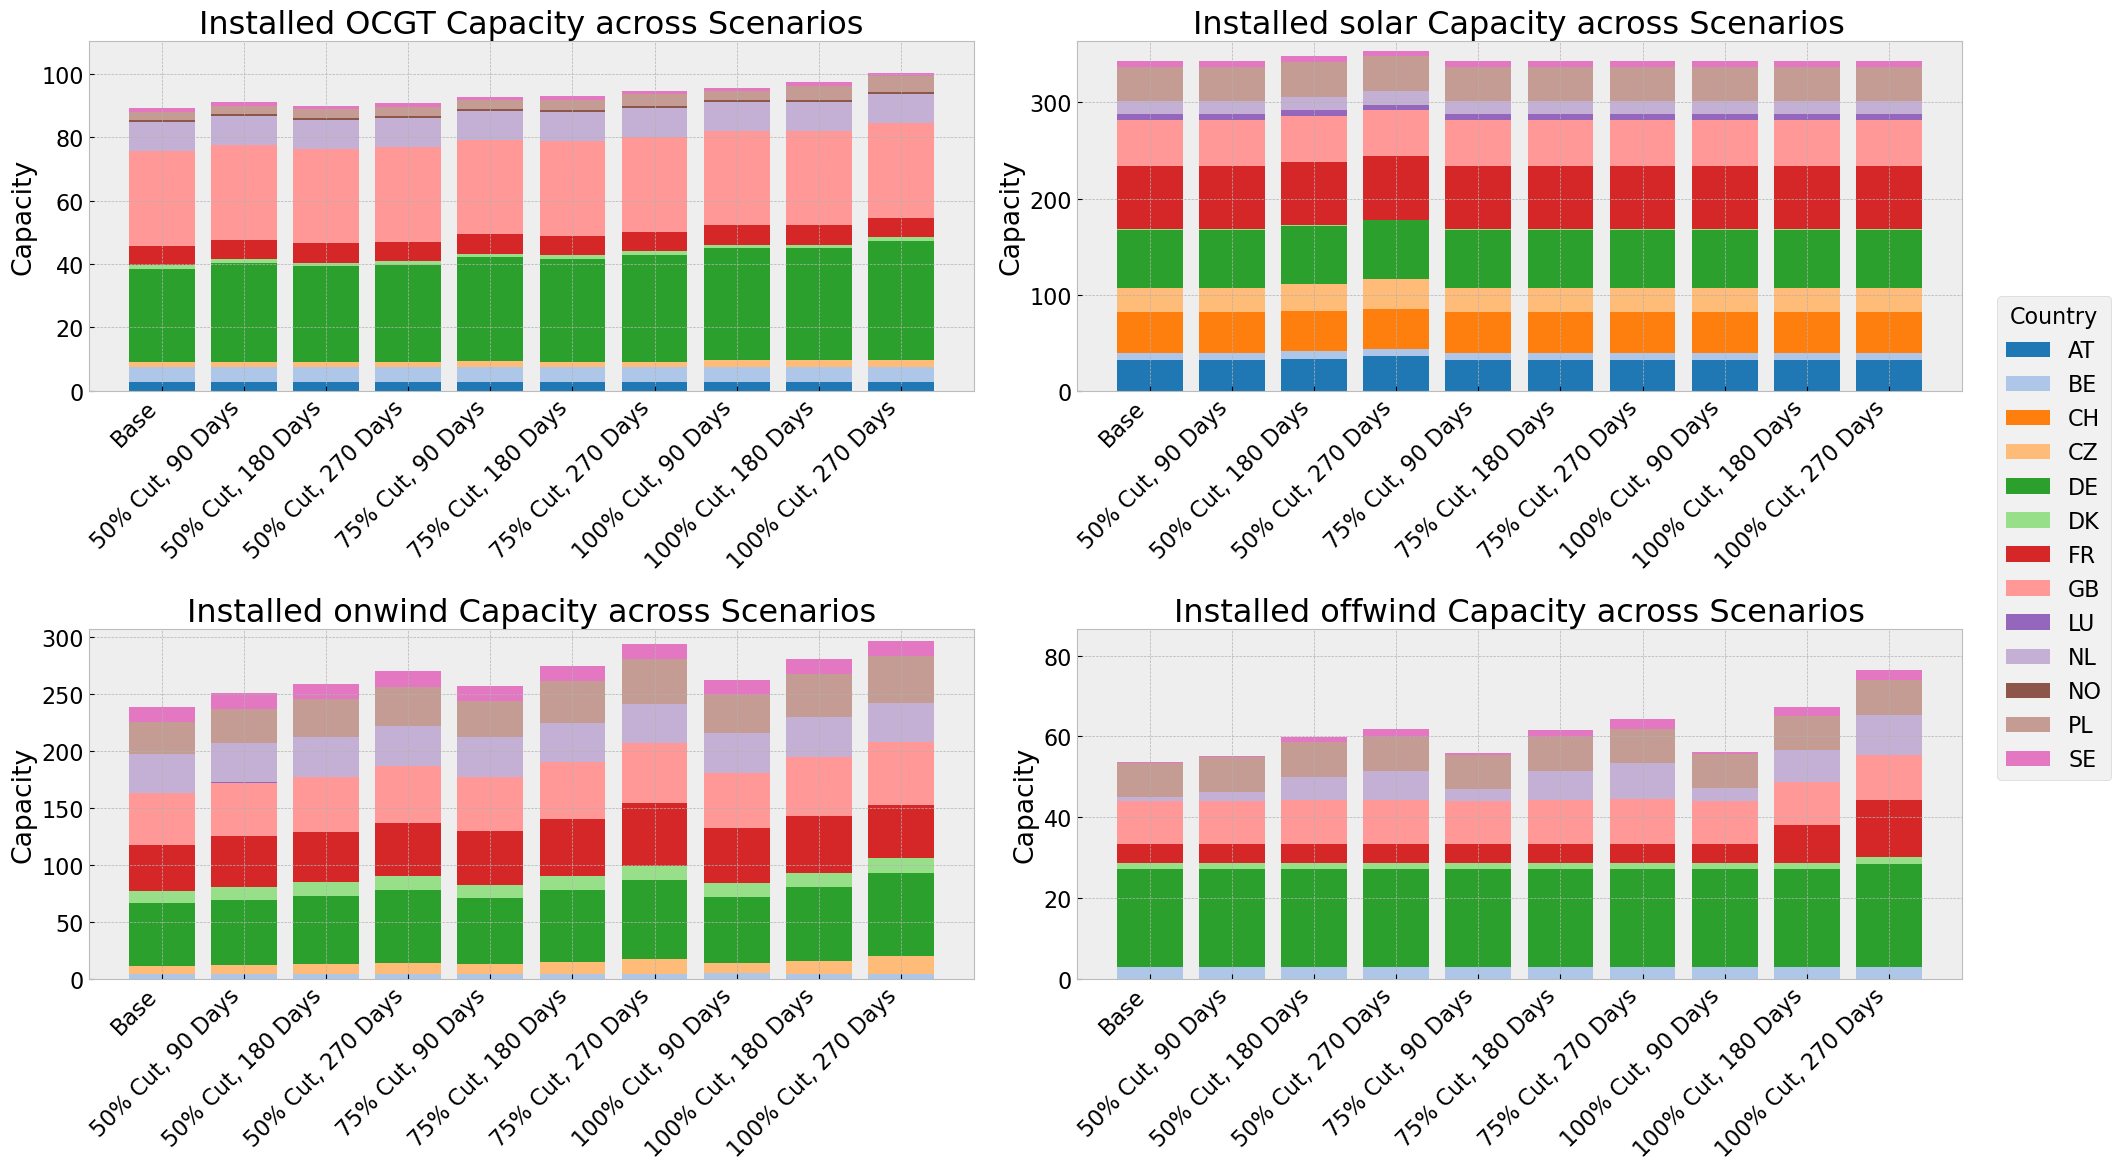 Installed OCGT Capacity across Scenarios
Capacity
100
80
60
40
20
0
Base
50% Cut, 90 Days
50% Cut, 180 Days
50% Cut, 270 Days
75% Cut, 90 Days
75% Cut, 180 Days
75% Cut, 270 Days
100% Cut, 90 Days
100% Cut, 180 Days
100% Cut, 270 Days
Installed solar Capacity across Scenarios
Capacity
300
200
100
0
Base
50% Cut, 90 Days
50% Cut, 180 Days
50% Cut, 270 Days
75% Cut, 90 Days
75% Cut, 180 Days
75% Cut, 270 Days
100% Cut, 90 Days
100% Cut, 180 Days
100% Cut, 270 Days
Installed onwind Capacity across Scenarios
Capacity
300
250
200
150
100
50
0
Base
50% Cut, 90 Days
50% Cut, 180 Days
50% Cut, 270 Days
75% Cut, 90 Days
75% Cut, 180 Days
75% Cut, 270 Days
100% Cut, 90 Days
100% Cut, 180 Days
100% Cut, 270 Days
Installed offwind Capacity across Scenarios
Capacity
80
60
40
20
0
Base
50% Cut, 90 Days
50% Cut, 180 Days
50% Cut, 270 Days
75% Cut, 90 Days
75% Cut, 180 Days
75% Cut, 270 Days
100% Cut, 90 Days
100% Cut, 180 Days
100% Cut, 270 Days
Country
AT
BE
CH
CZ
DE
DK
FR
GB
LU
NL
NO
PL
SE